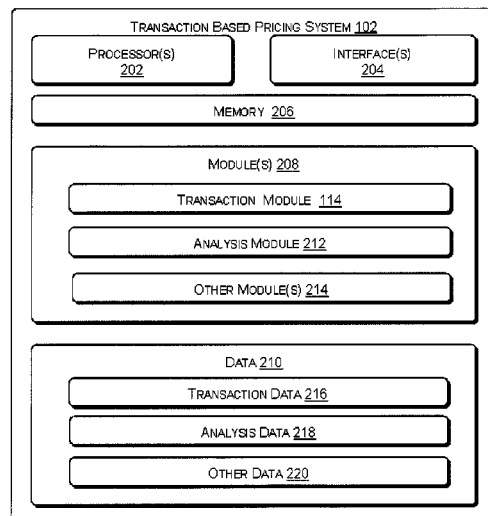 TRANSACTION BASED PRICING SYSTEM 102
PROCESSOR(S)
202
INTERFACE(S)
204
MEMORY 206
MODULE(S) 208
TRANSACTION MODULE 114
ANALYSIS MODULE 212
OTHER MODULE(S) 214
DATA 210
TRANSACTION DATA 216
ANALYSIS DATA 218
OTHER DATA 220